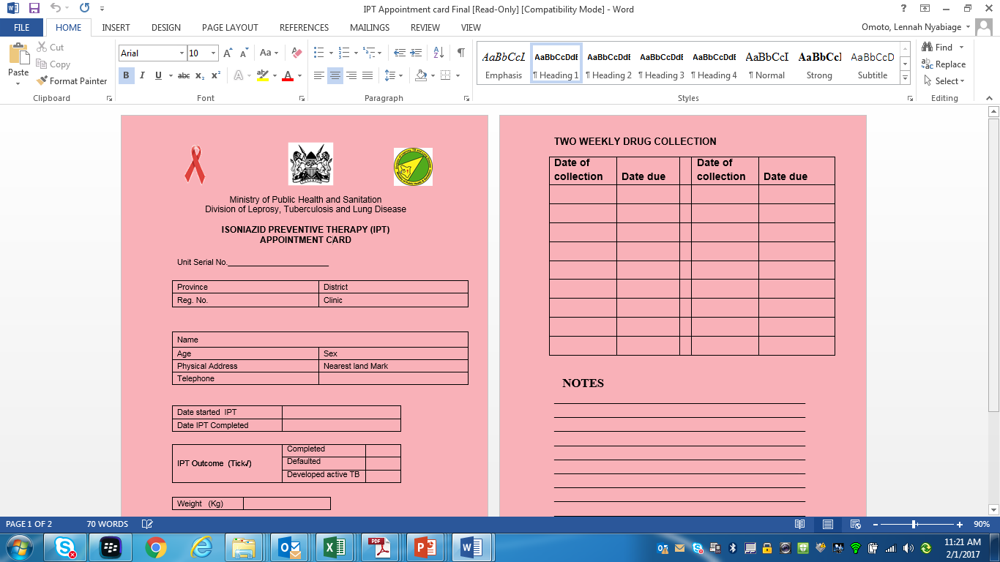 IPT Appointment card Final [Read-Only] [Compatibility Mode] - Word
FILE HOME INSERT DESIGN PAGE LAYOUT REFERENCES MAILINGS REVIEW VIEW
Omoto, Lennah Nyabiage
Paste
Cut
Copy
Format Painter
Clipboard
Arial 10
Font
Paragraph
AaBbCcI AaBbCcDdE AaBbCcDdE AaBbCcDdE AaBbCcDdE AaBbCcI AaBbCcI AaBbCcD
Emphasis ¶ Heading 1 ¶ Heading 2 ¶ Heading 3 ¶ Heading 4 ¶ Normal Strong Subtitle
Styles
Find
Replace
Select
Editing
Ministry of Public Health and Sanitation
Division of Leprosy, Tuberculosis and Lung Disease
ISONIAZID PREVENTIVE THERAPY (IPT)
APPOINTMENT CARD
Unit Serial No.______________________
Province District
Reg. No. Clinic
Name
Age Sex
Physical Address Nearest land Mark
Telephone
Date started IPT
Date IPT Completed
IPT Outcome (Tick√)
Completed
Defaulted
Developed active TB
Weight (Kg)
TWO WEEKLY DRUG COLLECTION
Date of collection Date due Date of collection Date due
NOTES
PAGE 1 OF 2 70 WORDS 90%
11:21 AM
2/1/2017